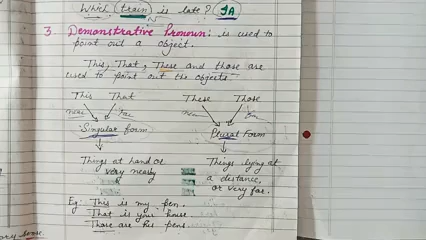 Which train is late? IA
N
3. Demonstrative Pronoun: is used to
point out a object.
This, That, These and those are
used to point out the objects
This That These Those
near far near far
Singular form Plural Form
Things at hand or Things lying at
very nearby a distance,
or very far.
Eg: This is my pen.
That is your house
Those are his pens.